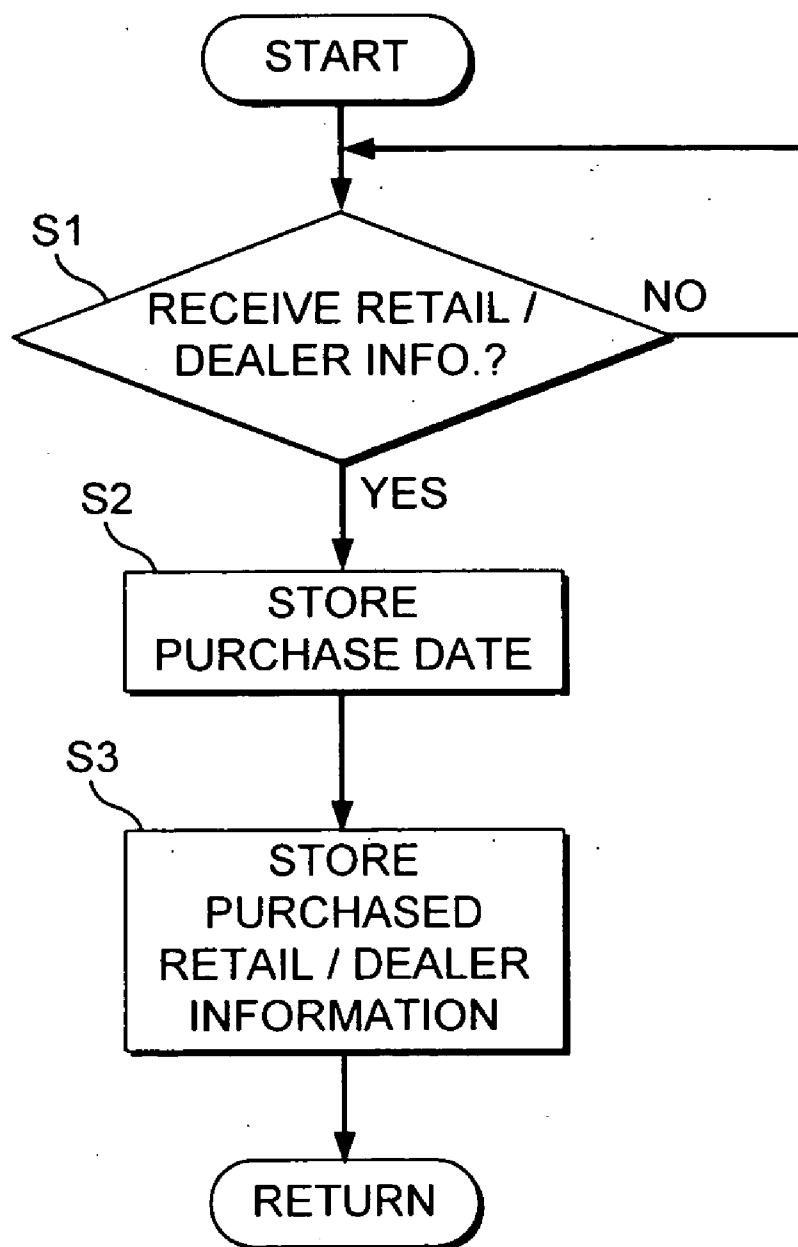 START
S1
RECEIVE RETAIL /
DEALER INFO.?
NO
YES
S2
STORE
PURCHASE DATE
S3
STORE
PURCHASED
RETAIL / DEALER
INFORMATION
RETURN